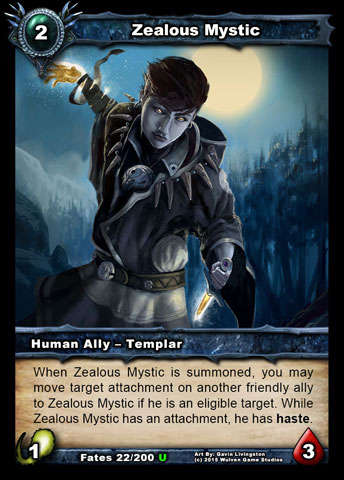 2
Zealous Mystic
Human Ally – Templar
When Zealous Mystic is summoned, you may
move target attachment on another friendly ally
to Zealous Mystic if he is an eligible target. While
Zealous Mystic has an attachment, he has haste.
1
Fates 22/200 U
Art By: Gavin Livingston
(c) 2015 Wulven Game Studios
3